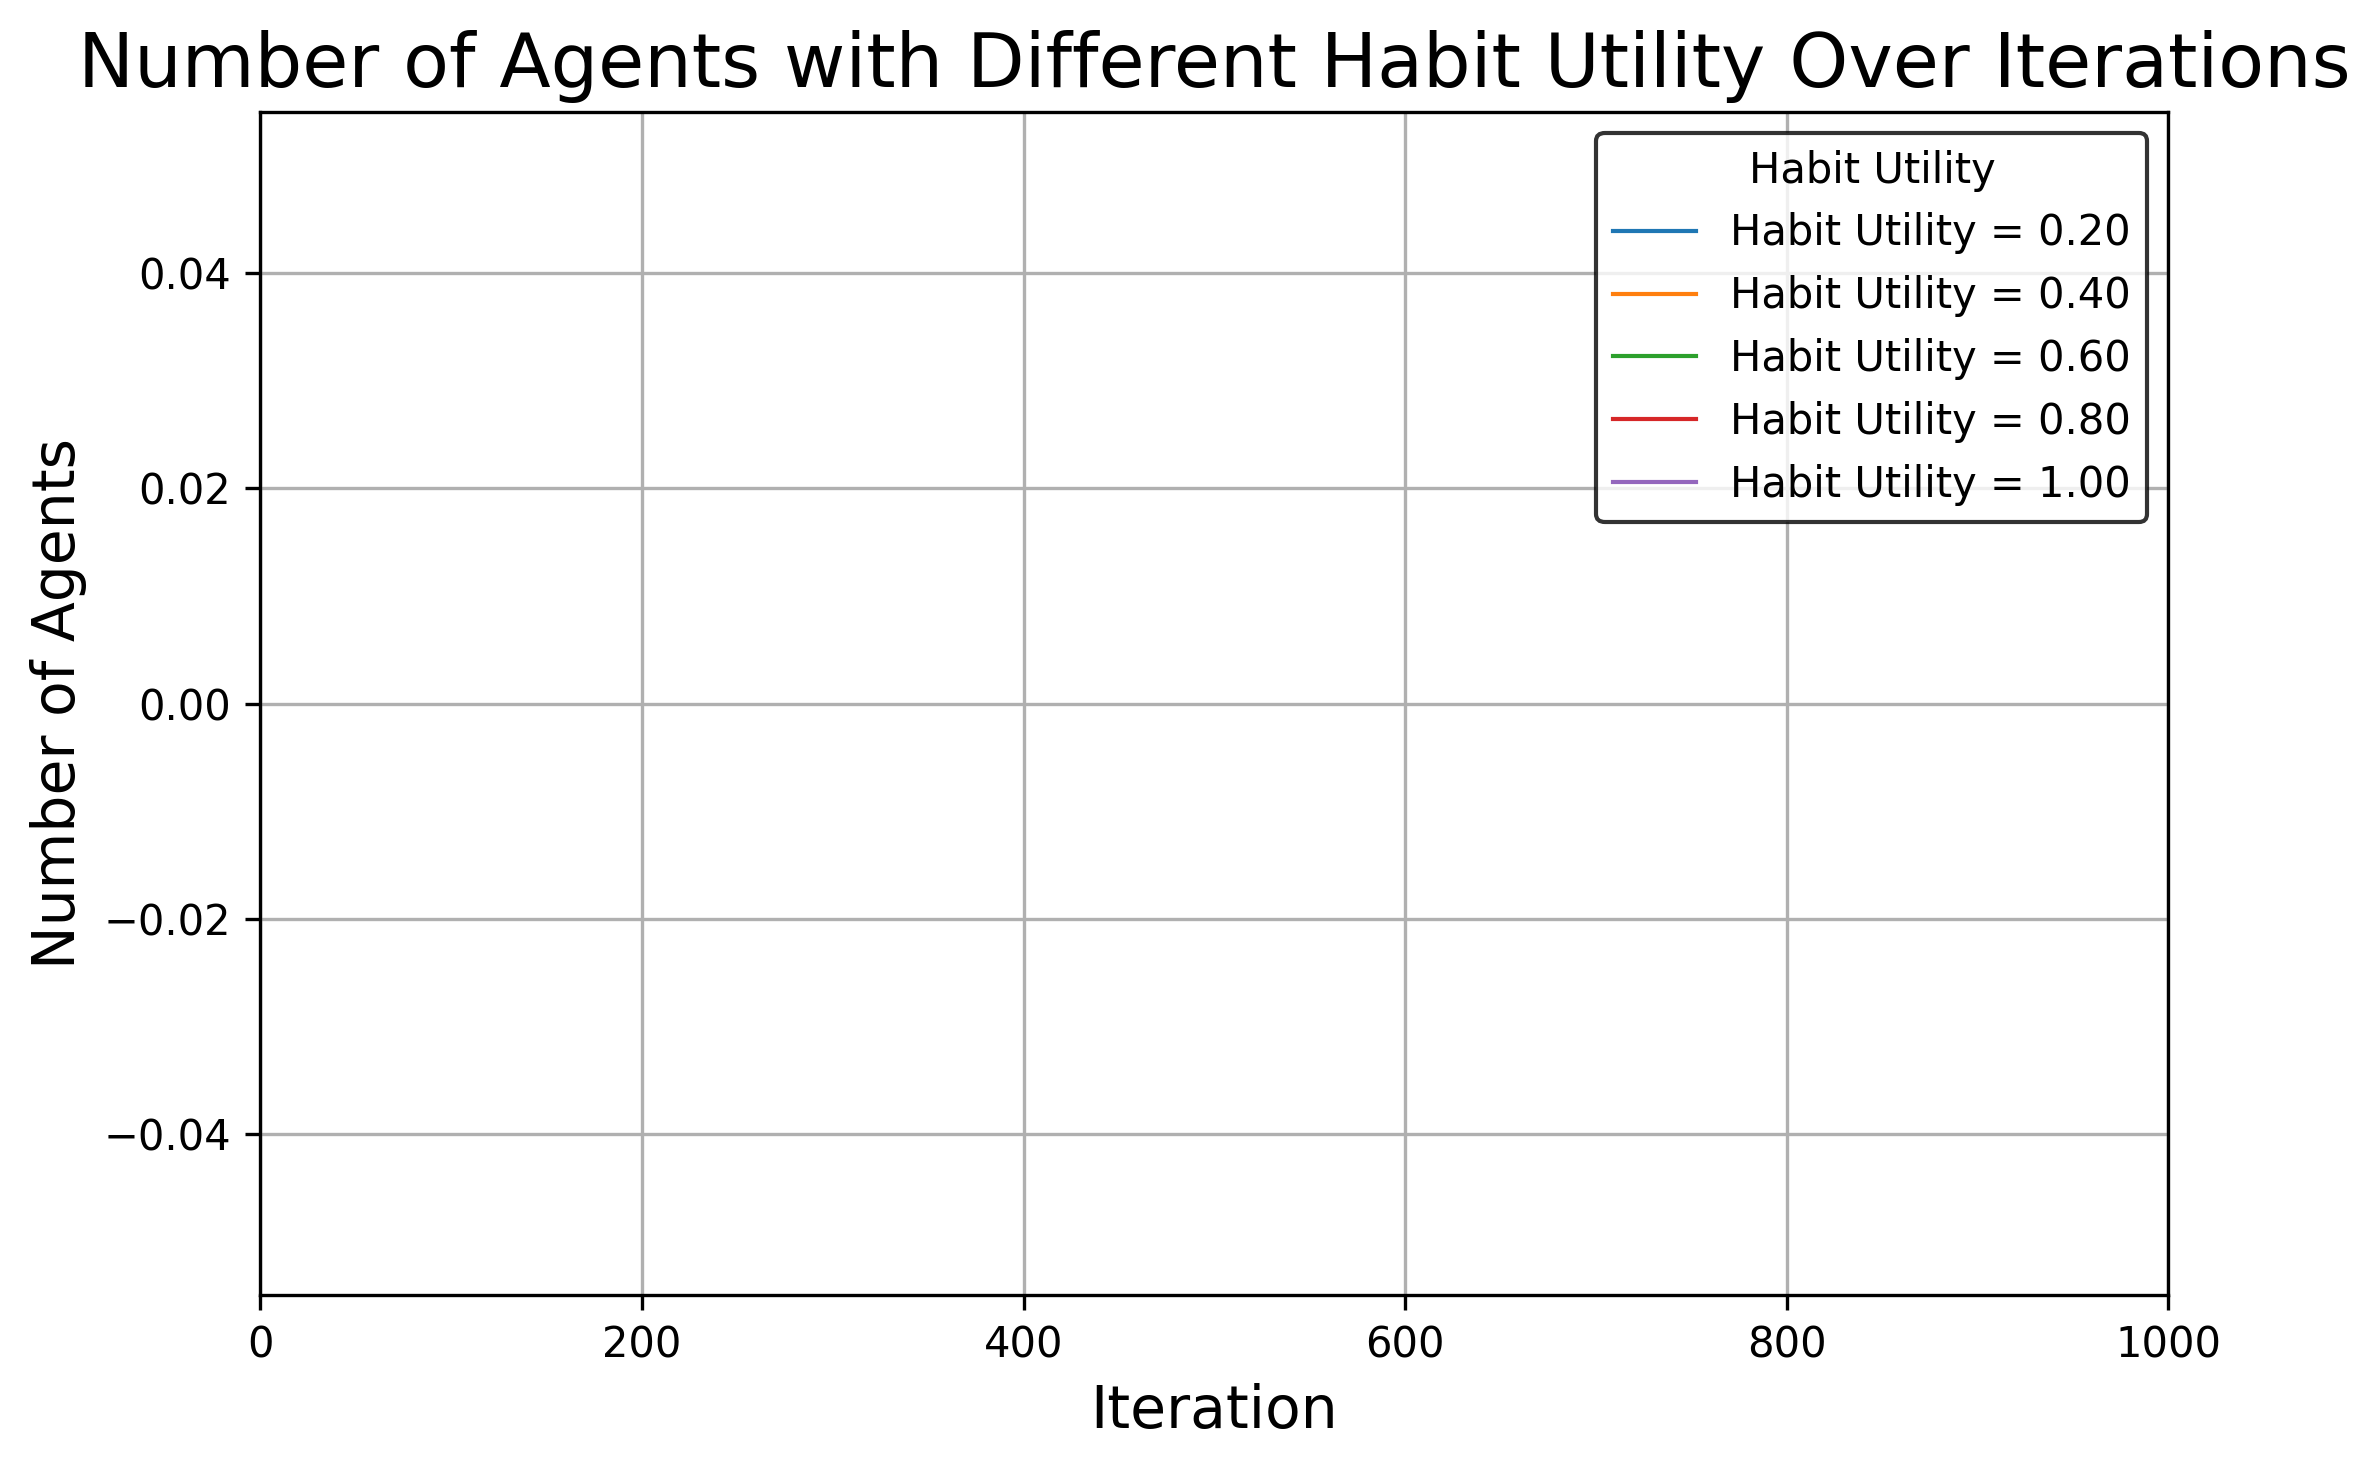 Number of Agents with Different Habit Utility Over Iterations
Habit Utility
Habit Utility = 0.20
Habit Utility = 0.40
Habit Utility = 0.60
Habit Utility = 0.80
Habit Utility = 1.00
Number of Agents
0.04
0.02
0.00
−0.02
−0.04
0 200 400 600 800 1000
Iteration